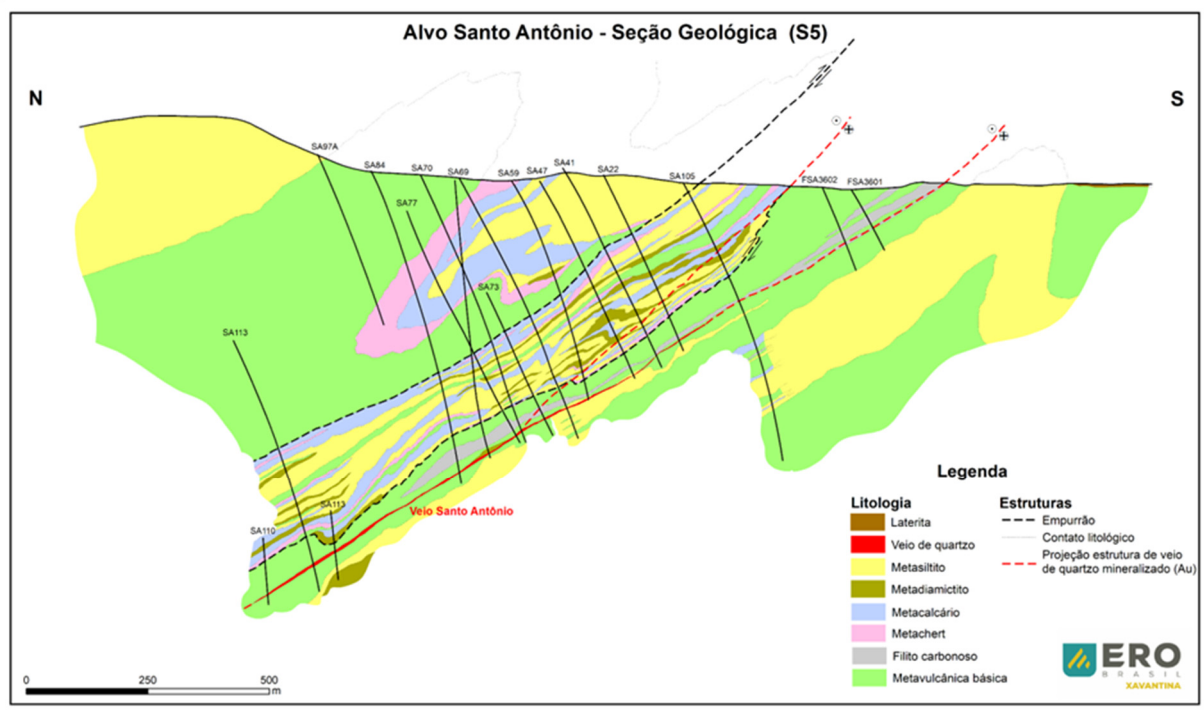 Alvo Santo Antônio - Seção Geológica (S5)
N
S
SA97A
SA84
SA70
SA69
SA59
SA47
SA41
SA22
SA105
FSA3602
FSA3601
SA77
SA73
SA113
SA113
SA110
Veio Santo Antônio
Legenda
Litologia
Laterita
Veio de quartzo
Metasiltito
Metadiamictito
Metacalcário
Metachert
Filito carbonoso
Metavulcânica básica
Estruturas
Empurrão
Contato litológico
Projeção estrutura de veio
de quartzo mineralizado (Au)
0 250 500
m
ERO
BRASIL
XAVANTINA